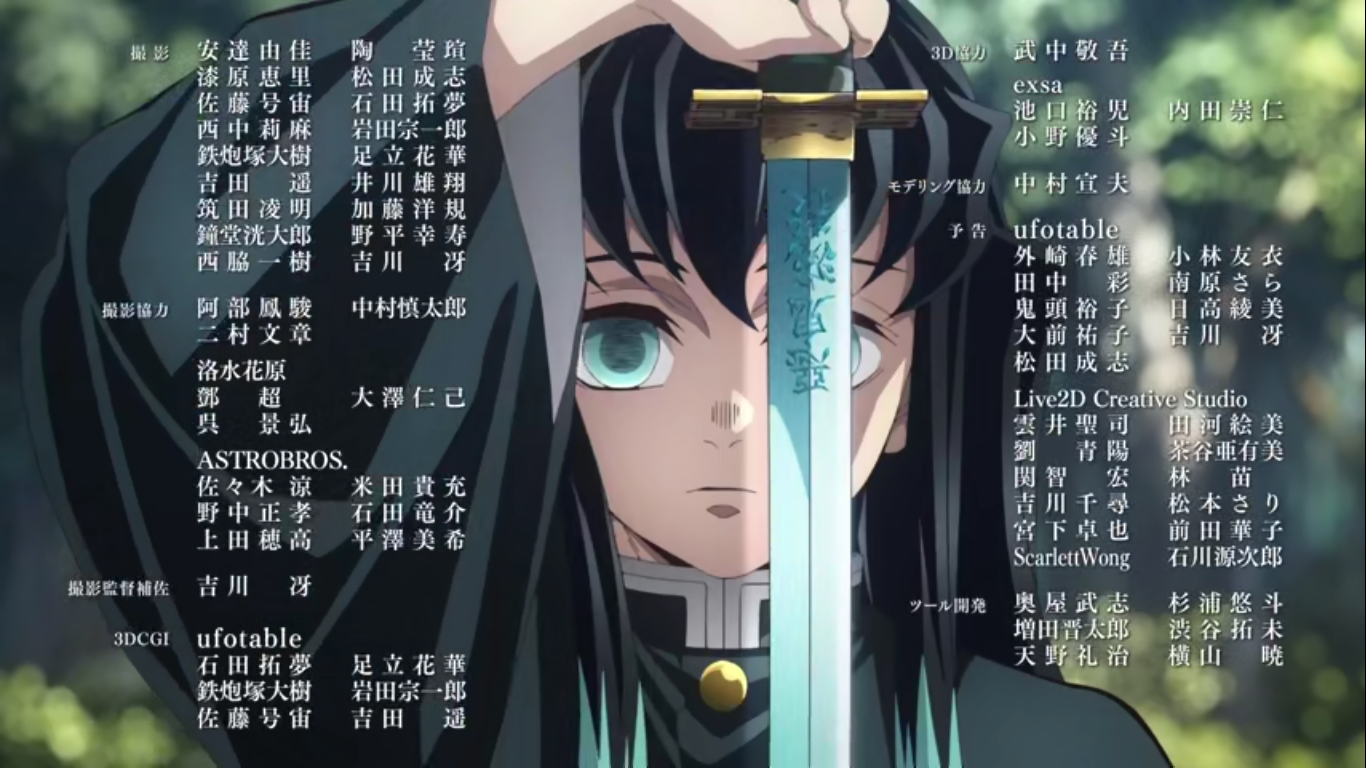 撮影 安達由佳 陶 莹瑄
漆原恵里 松田成志
佐藤号宙 石田拓夢
西中莉麻 岩田宗一郎
鉄炮塚大樹 足立花華
吉田 遥 井川雄翔
筑田凌明 加藤洋規
鐘堂洸大郎 野平幸寿
西脇一樹 吉川 冴
撮影協力 阿部鳳駿 中村慎太郎
二村文章
洛水花原
鄧 超 大澤仁己
呉 景弘
ASTROBROS.
佐々木 涼 米田貴充
野中正孝 石田竜介
上田穂高 平澤美希
撮影監督補佐 吉川 冴
3DCGI ufotable
石田拓夢 足立花華
鉄炮塚大樹 岩田宗一郎
佐藤号宙 吉田 遥
惡鬼滅殺
3D協力 武中敬吾
exsa
池口裕児 内田崇仁
小野優斗
モデリング協力 中村宣夫
予告 ufotable
外崎春雄 小林友衣
田中 彩 南原さら
鬼頭裕子 日高綾美
大前祐子 吉川 冴
松田成志
Live2D Creative Studio
雲井聖司 田河絵美
劉 青陽 茶谷亜有美
関智宏 林 苗
吉川千尋 松本さり
宮下卓也 前田華子
ScarlettWong 石川源次郎
ツール開発 奥屋武志 杉浦悠斗
増田晋太郎 渋谷拓未
天野礼治 横山 暁